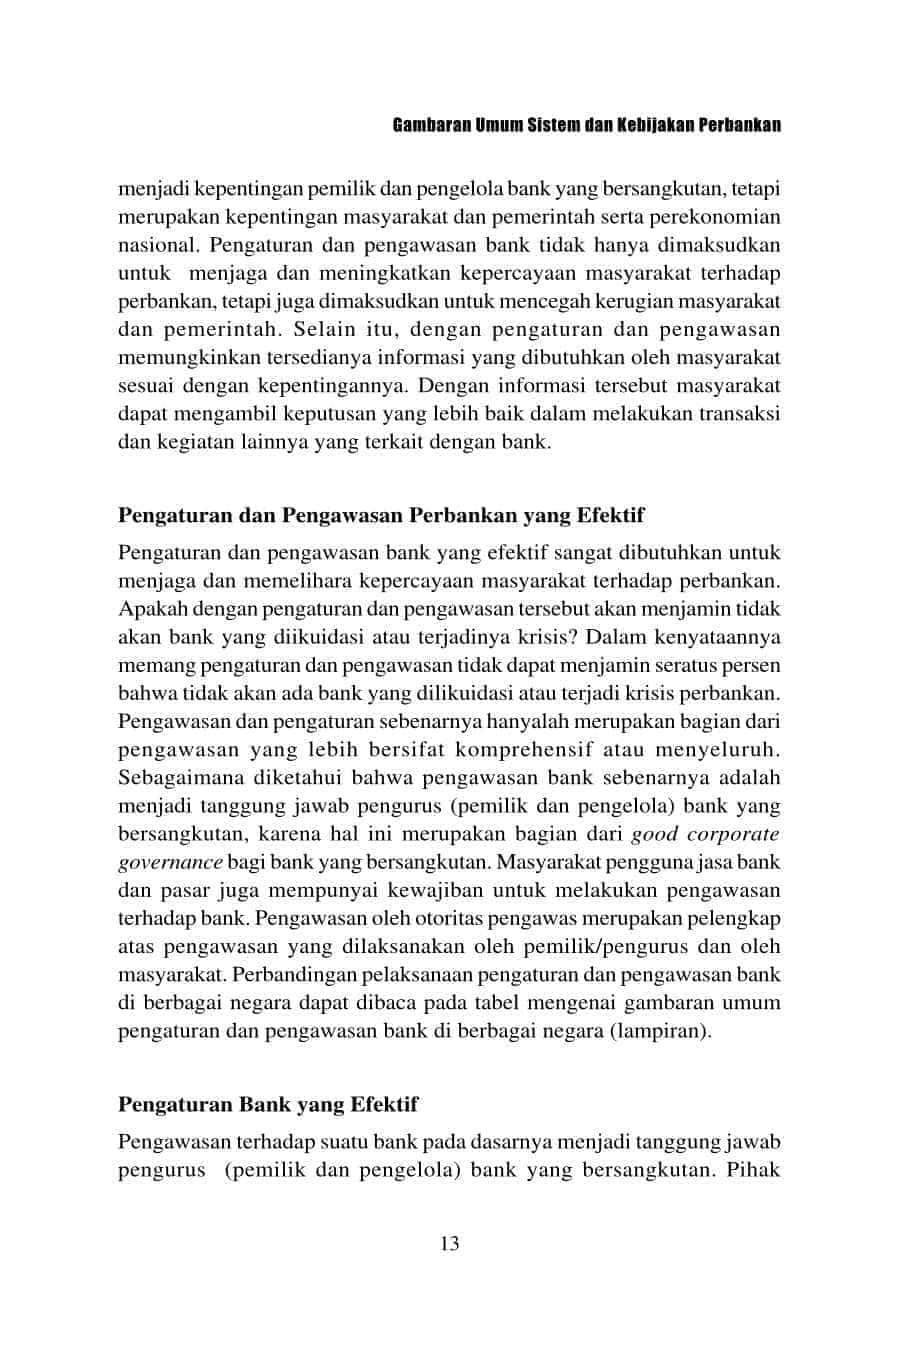 Gambaran Umum Sistem dan Kebijakan Perbankan
menjadi kepentingan pemilik dan pengelola bank yang bersangkutan, tetapi
merupakan kepentingan masyarakat dan pemerintah serta perekonomian
nasional. Pengaturan dan pengawasan bank tidak hanya dimaksudkan
untuk menjaga dan meningkatkan kepercayaan masyarakat terhadap
perbankan, tetapi juga dimaksudkan untuk mencegah kerugian masyarakat
dan pemerintah. Selain itu, dengan pengaturan dan pengawasan
memungkinkan tersedianya informasi yang dibutuhkan oleh masyarakat
sesuai dengan kepentingannya. Dengan informasi tersebut masyarakat
dapat mengambil keputusan yang lebih baik dalam melakukan transaksi
dan kegiatan lainnya yang terkait dengan bank.
Pengaturan dan Pengawasan Perbankan yang Efektif
Pengaturan dan pengawasan bank yang efektif sangat dibutuhkan untuk
menjaga dan memelihara kepercayaan masyarakat terhadap perbankan.
Apakah dengan pengaturan dan pengawasan tersebut akan menjamin tidak
akan bank yang diikuidasi atau terjadinya krisis? Dalam kenyataannya
memang pengaturan dan pengawasan tidak dapat menjamin seratus persen
bahwa tidak akan ada bank yang dilikuidasi atau terjadi krisis perbankan.
Pengawasan dan pengaturan sebenarnya hanyalah merupakan bagian dari
pengawasan yang lebih bersifat komprehensif atau menyeluruh.
Sebagaimana diketahui bahwa pengawasan bank sebenarnya adalah
menjadi tanggung jawab pengurus (pemilik dan pengelola) bank yang
bersangkutan, karena hal ini merupakan bagian dari good corporate
governance bagi bank yang bersangkutan. Masyarakat pengguna jasa bank
dan pasar juga mempunyai kewajiban untuk melakukan pengawasan
terhadap bank. Pengawasan oleh otoritas pengawas merupakan pelengkap
atas pengawasan yang dilaksanakan oleh pemilik/pengurus dan oleh
masyarakat. Perbandingan pelaksanaan pengaturan dan pengawasan bank
di berbagai negara dapat dibaca pada tabel mengenai gambaran umum
pengaturan dan pengawasan bank di berbagai negara (lampiran).
Pengaturan Bank yang Efektif
Pengawasan terhadap suatu bank pada dasarnya menjadi tanggung jawab
pengurus (pemilik dan pengelola) bank yang bersangkutan. Pihak
13